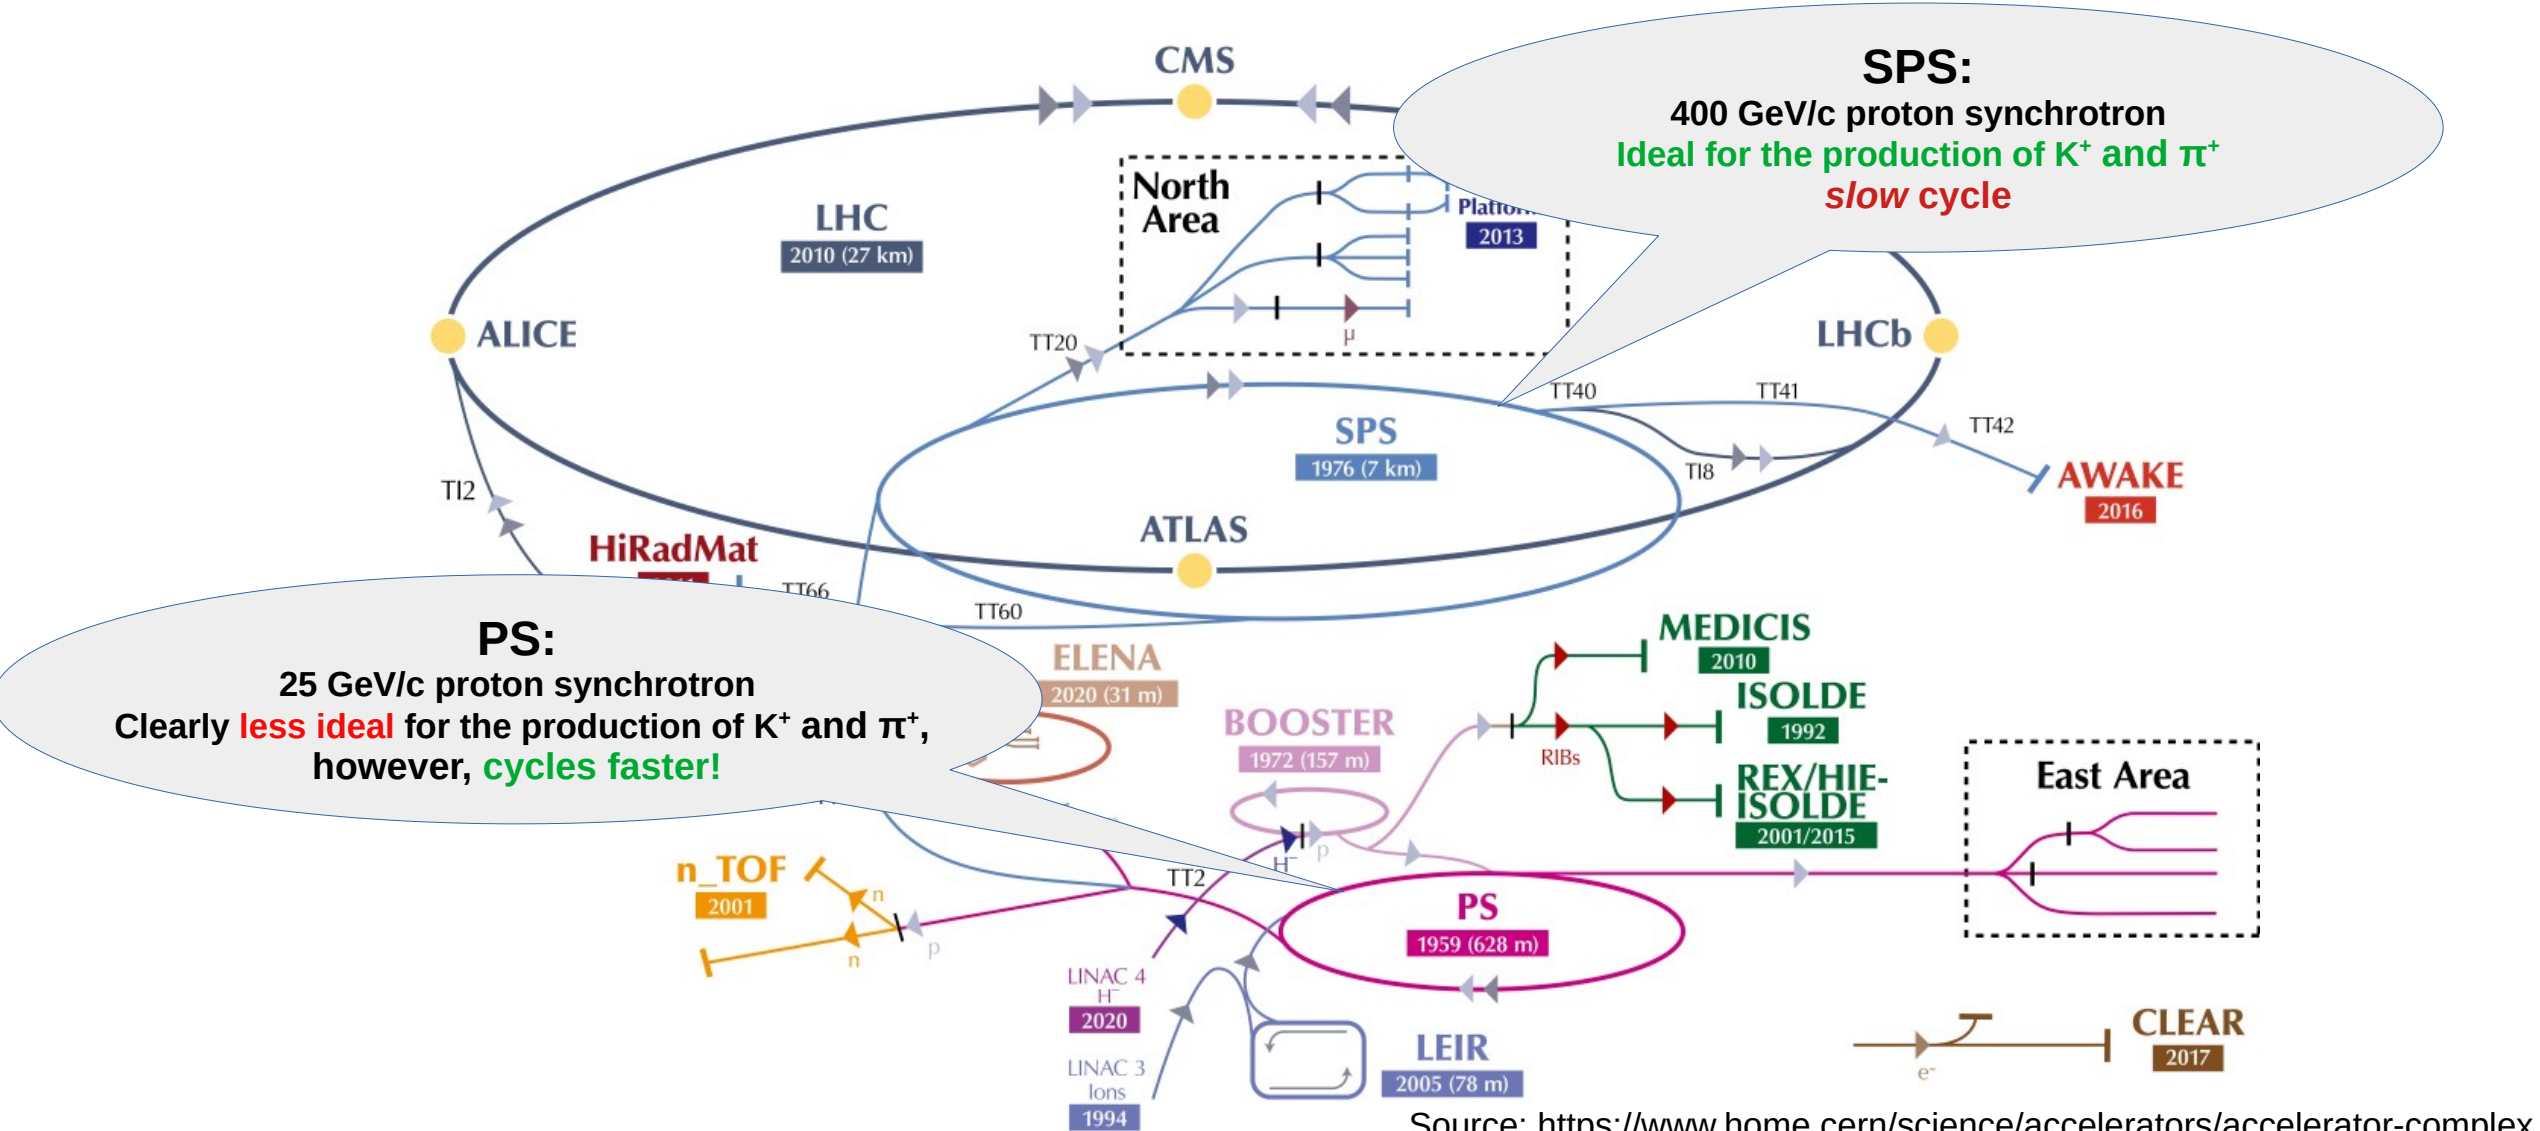 CMS
SPS:
400 GeV/c proton synchrotron
Ideal for the production of K⁺ and π⁺
slow cycle
North
Area
2013
LHC
2010 (27 km)
ALICE
TT20
μ
LHCb
TT40
TT41
TT42
SPS
1976 (7 km)
TI8
AWAKE
2016
TI2
ATLAS
HiRadMat
TT66
TT60
PS:
25 GeV/c proton synchrotron
Clearly less ideal for the production of K⁺ and π⁺,
however, cycles faster!
ELENA
2020 (31 m)
MEDICIS
2010
ISOLDE
1992
RIBs
REX/HIE-
ISOLDE
2001/2015
BOOSTER
1972 (157 m)
East Area
H⁻
p
n_TOF
2001
n
n
p
TT2
PS
1959 (628 m)
LINAC 4
H⁻
2020
LINAC 3
Ions
1994
LEIR
2005 (78 m)
CLEAR
2017
e⁻
Source: https://www.home.cern/science/accelerators/accelerator-complex